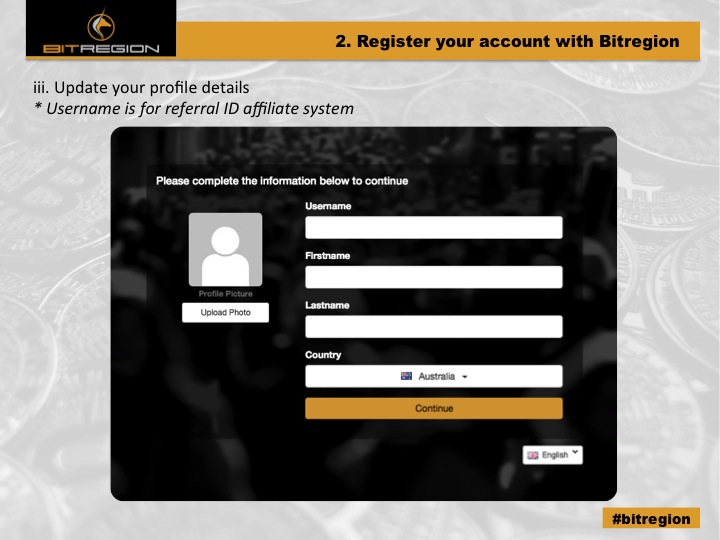 BITREGION
2. Register your account with Bitregion
iii. Update your profile details
* Username is for referral ID affiliate system
Please complete the information below to continue
Username
Firstname
Profile Picture
Upload Photo
Lastname
Country
Australia
Continue
English
#bitregion